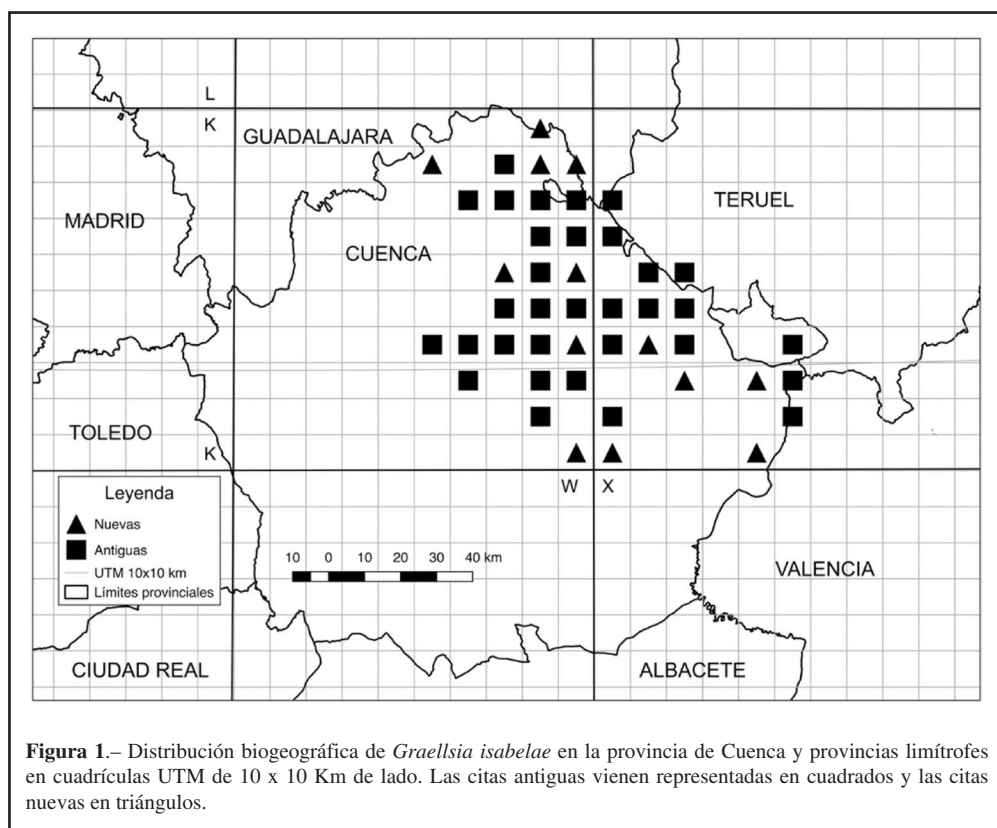 L
K
GUADALAJARA
MADRID
TERUEL
CUENCA
TOLEDO
K
W X
Leyenda
Nuevas
Antiguas
UTM 10x10 km
Límites provinciales
10 0 10 20 30 40 km
VALENCIA
CIUDAD REAL
ALBACETE
Figura 1.– Distribución biogeográfica de Graellsia isabelae en la provincia de Cuenca y provincias limítrofes
en cuadrículas UTM de 10 x 10 Km de lado. Las citas antiguas vienen representadas en cuadrados y las citas
nuevas en triángulos.